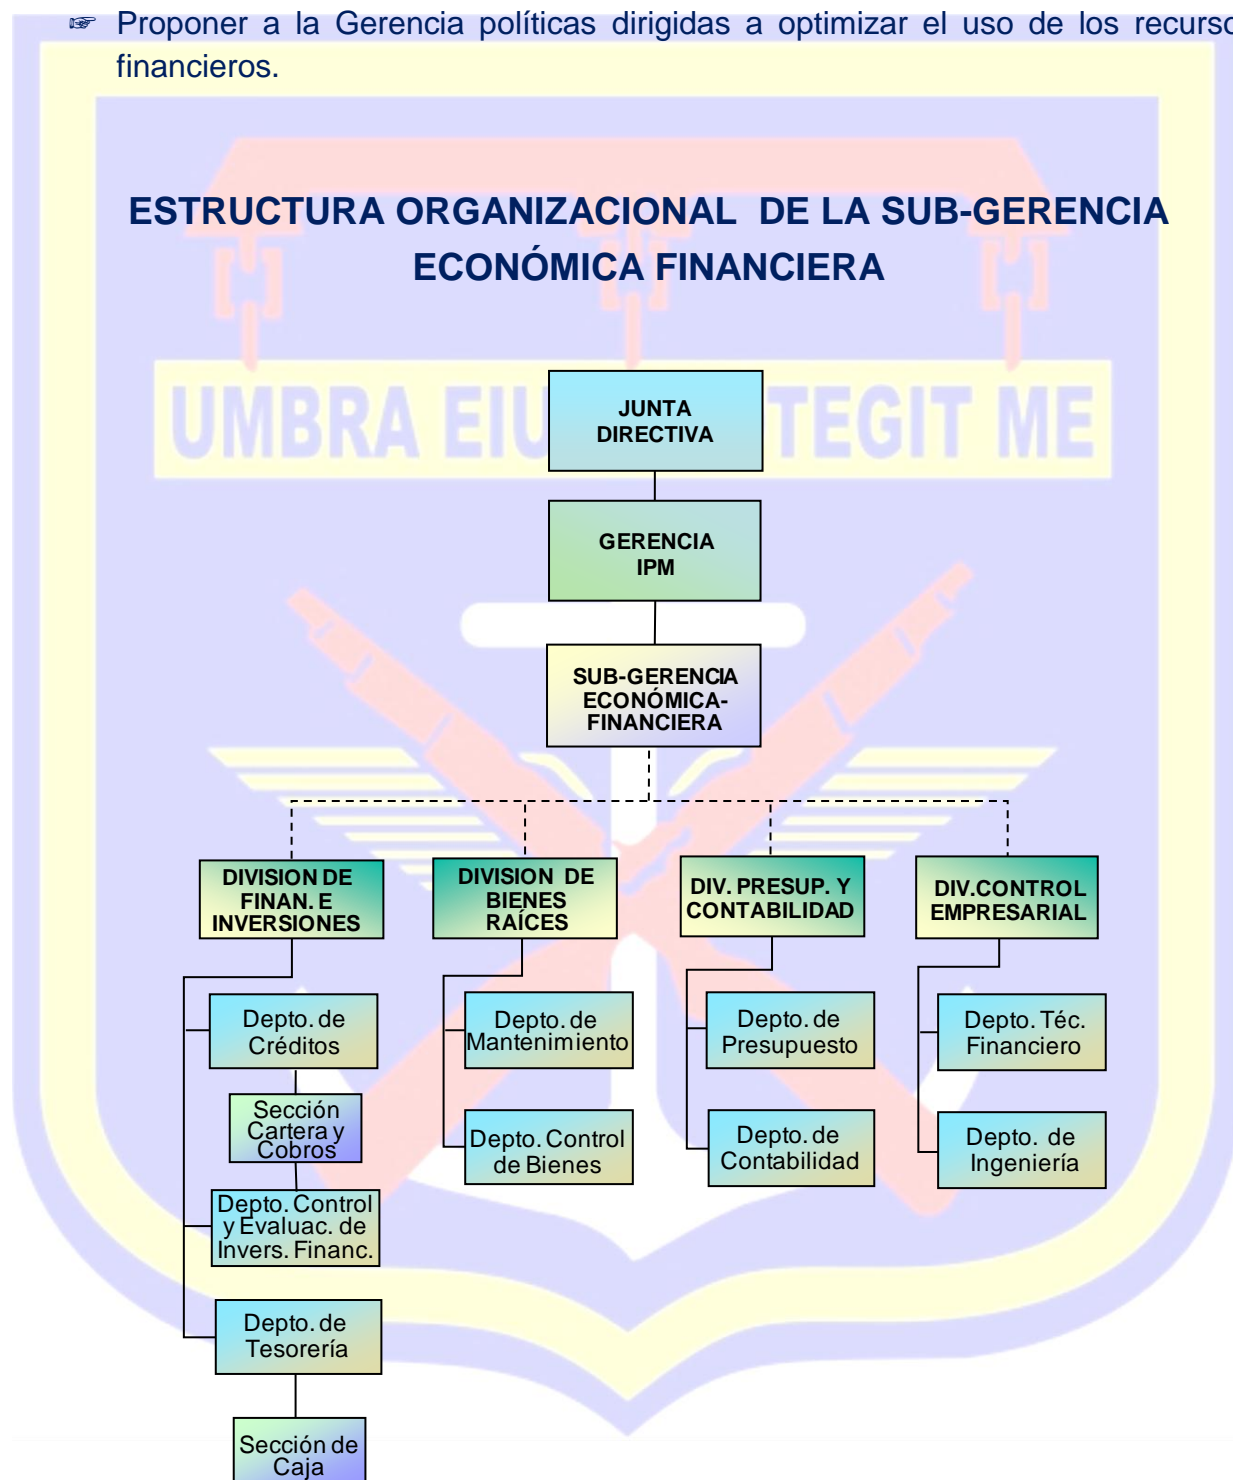 ☞ Proponer a la Gerencia políticas dirigidas a optimizar el uso de los recurso
financieros.
ESTRUCTURA ORGANIZACIONAL DE LA SUB-GERENCIA
ECONÓMICA FINANCIERA
UMBRA EIU TEGIT ME
JUNTA
DIRECTIVA
GERENCIA
IPM
SUB-GERENCIA
ECONÓMICA-
FINANCIERA
DIVISION DE
FINAN. E
INVERSIONES
DIVISION DE
BIENES
RAÍCES
DIV. PRESUP. Y
CONTABILIDAD
DIV.CONTROL
EMPRESARIAL
Depto. de
Créditos
Depto. de
Mantenimiento
Depto. de
Presupuesto
Depto. Téc.
Financiero
Sección
Cartera y
Cobros
Depto. Control
de Bienes
Depto. de
Contabilidad
Depto. de
Ingeniería
Depto. Control
y Evaluac. de
Invers. Financ.
Depto. de
Tesorería
Sección de
Caja